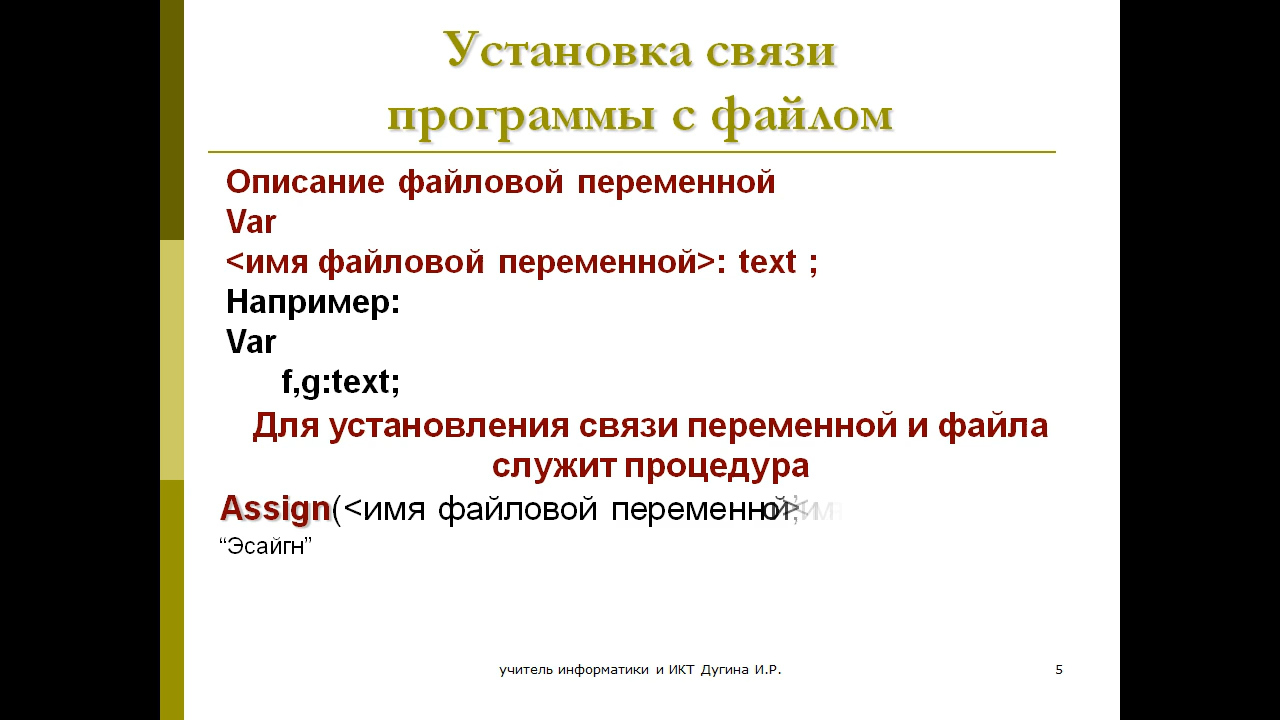 Установка связи
программы с файлом
Описание файловой переменной
Var
<имя файловой переменной>: text ;
Например:
Var
f,g:text;
Для установления связи переменной и файла
служит процедура
Assign(<имя файловой переменной>,
“Эсайгн”
учитель информатики и ИКТ Дугина И.Р.
5